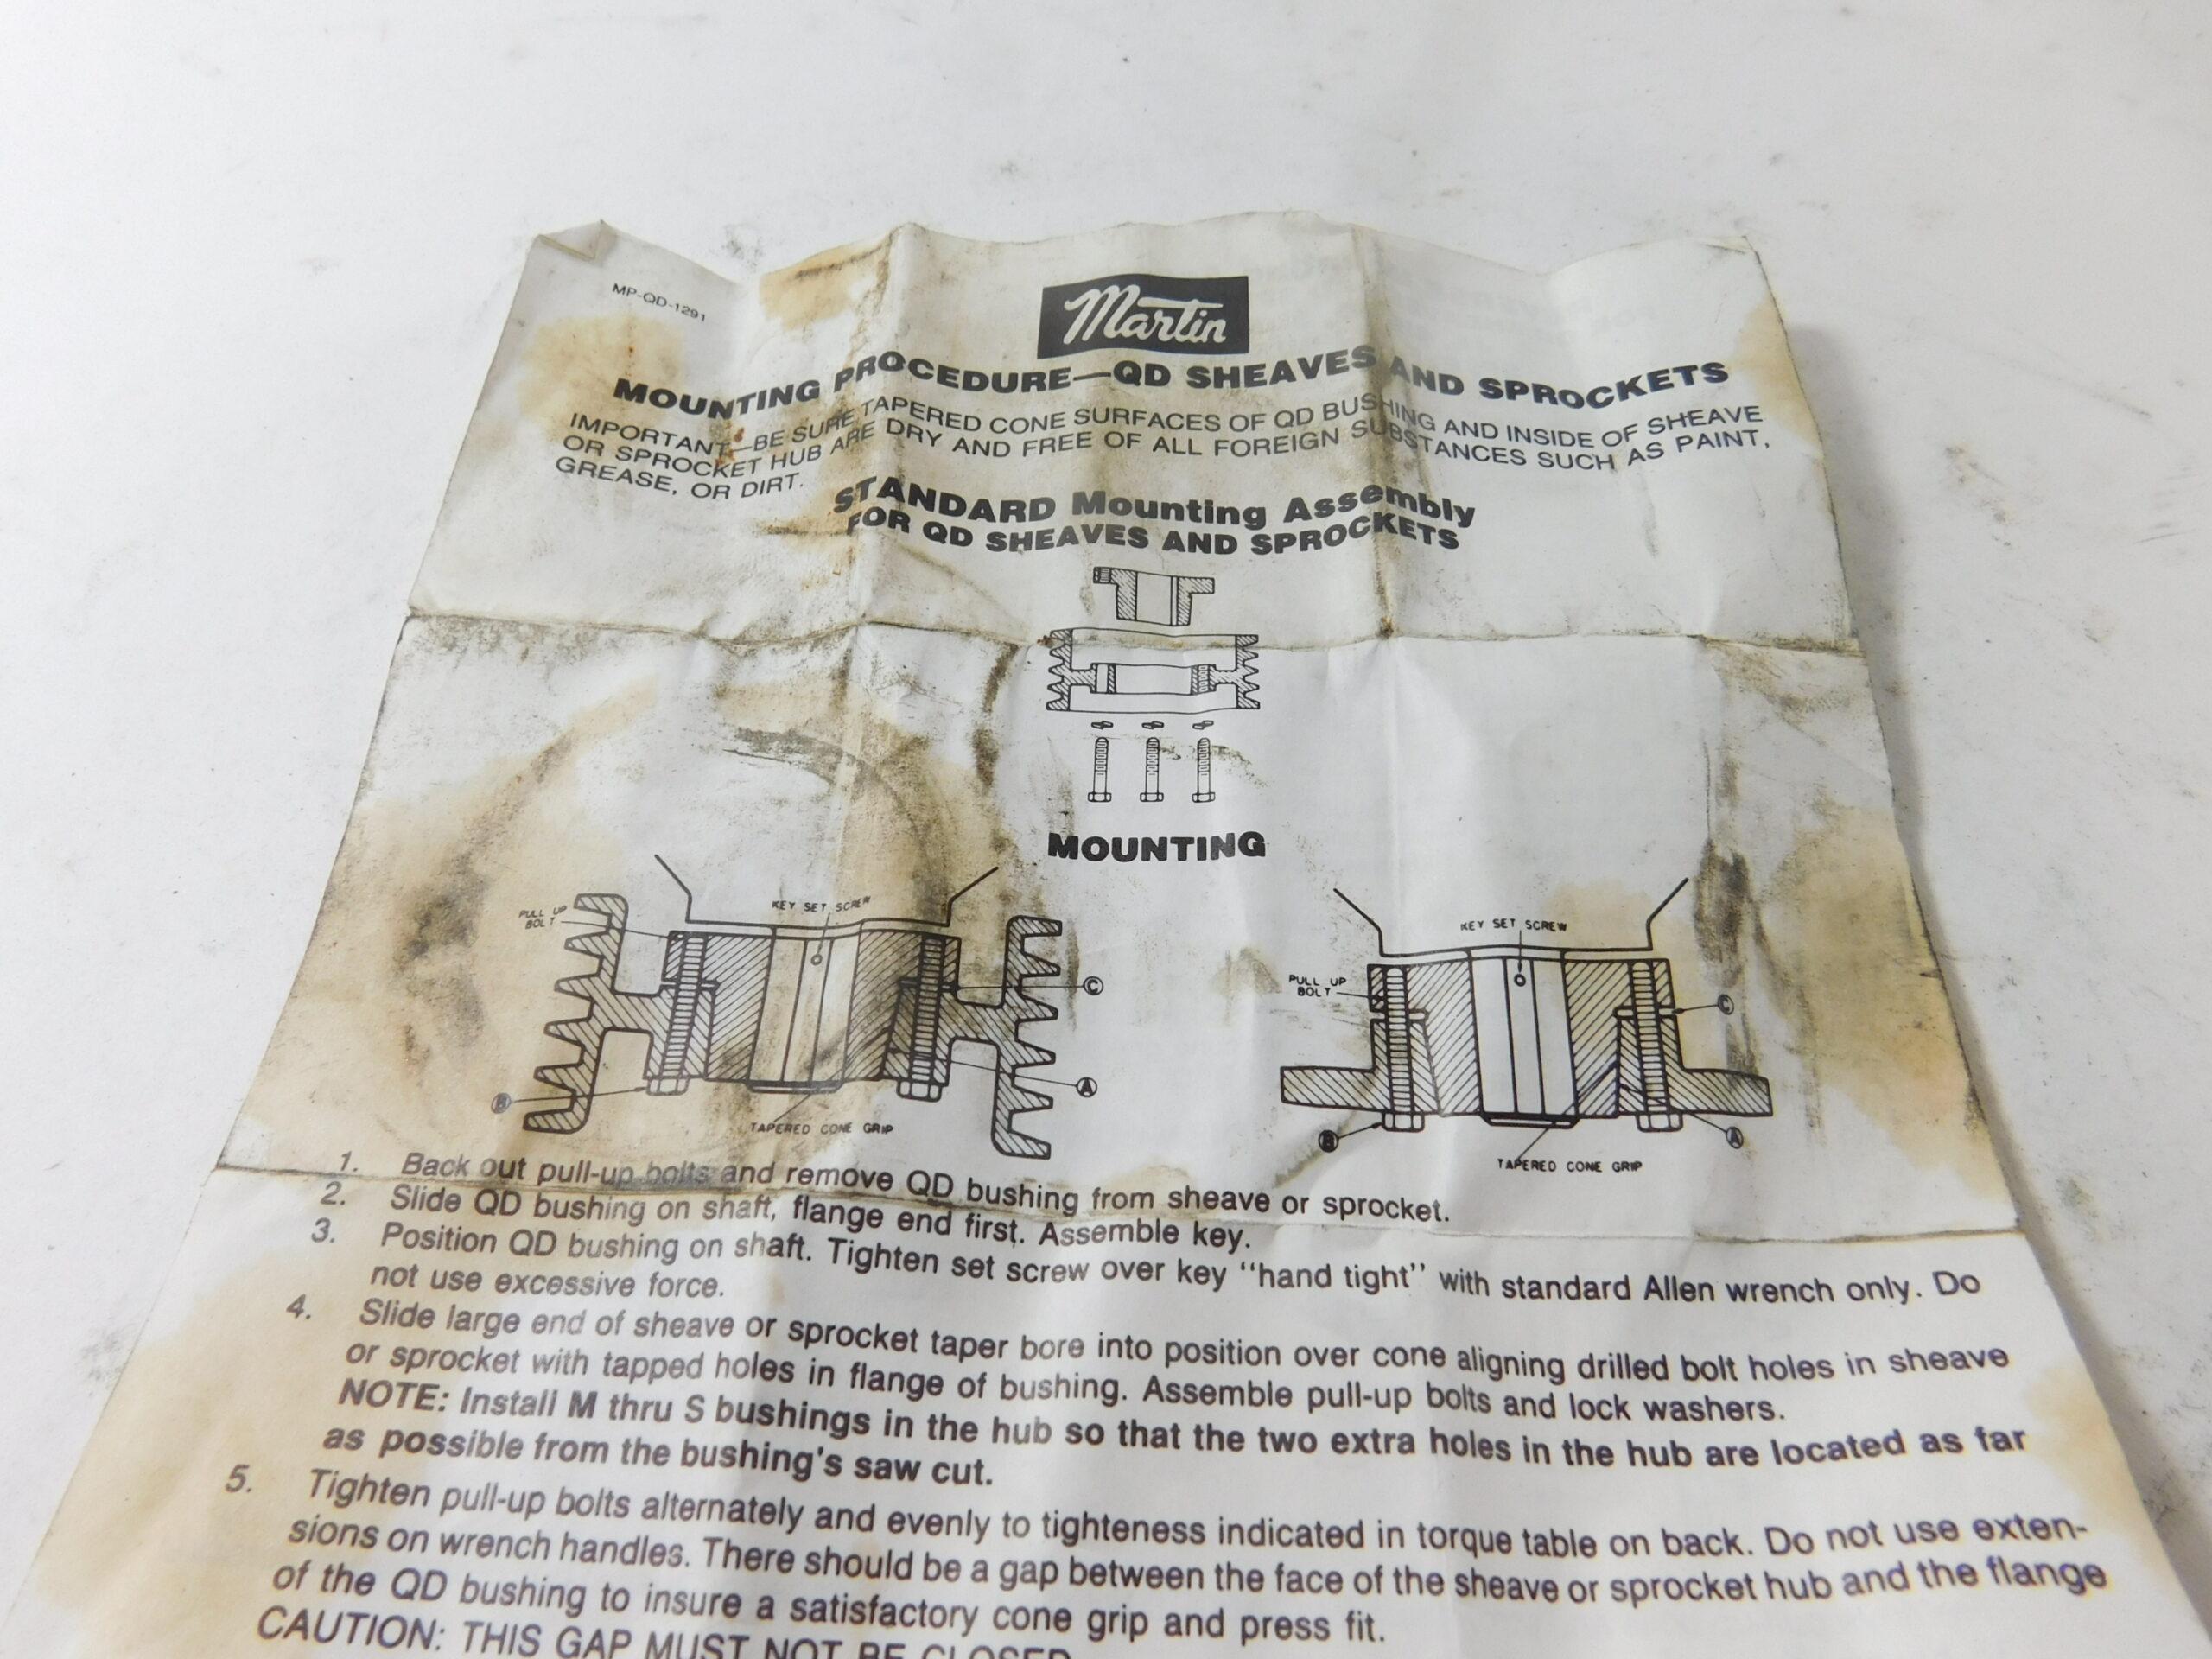 MP-QD-1291
Martin
MOUNTING PROCEDURE—QD SHEAVES AND SPROCKETS
IMPORTANT—BE SURE TAPERED CONE SURFACES OF QD BUSHING AND INSIDE OF SHEAVE
OR SPROCKET HUB ARE DRY AND FREE OF ALL FOREIGN SUBSTANCES SUCH AS PAINT,
GREASE, OR DIRT.
STANDARD Mounting Assembly
FOR QD SHEAVES AND SPROCKETS
MOUNTING
PULL UP
BOLT
KEY SET SCREW
C
A
B
TAPERED CONE GRIP
KEY SET SCREW
PULL UP
BOLT
C
B
A
TAPERED CONE GRIP
1. Back out pull-up bolts and remove QD bushing from sheave or sprocket.
2. Slide QD bushing on shaft, flange end first. Assemble key.
3. Position QD bushing on shaft. Tighten set screw over key "hand tight" with standard Allen wrench only. Do
not use excessive force.
4. Slide large end of sheave or sprocket taper bore into position over cone aligning drilled bolt holes in sheave
or sprocket with tapped holes in flange of bushing. Assemble pull-up bolts and lock washers.
NOTE: Install M thru S bushings in the hub so that the two extra holes in the hub are located as far
as possible from the bushing's saw cut.
5. Tighten pull-up bolts alternately and evenly to tighteness indicated in torque table on back. Do not use exten-
sions on wrench handles. There should be a gap between the face of the sheave or sprocket hub and the flange
of the QD bushing to insure a satisfactory cone grip and press fit.
CAUTION: THIS GAP MUST NOT BE CLOSED